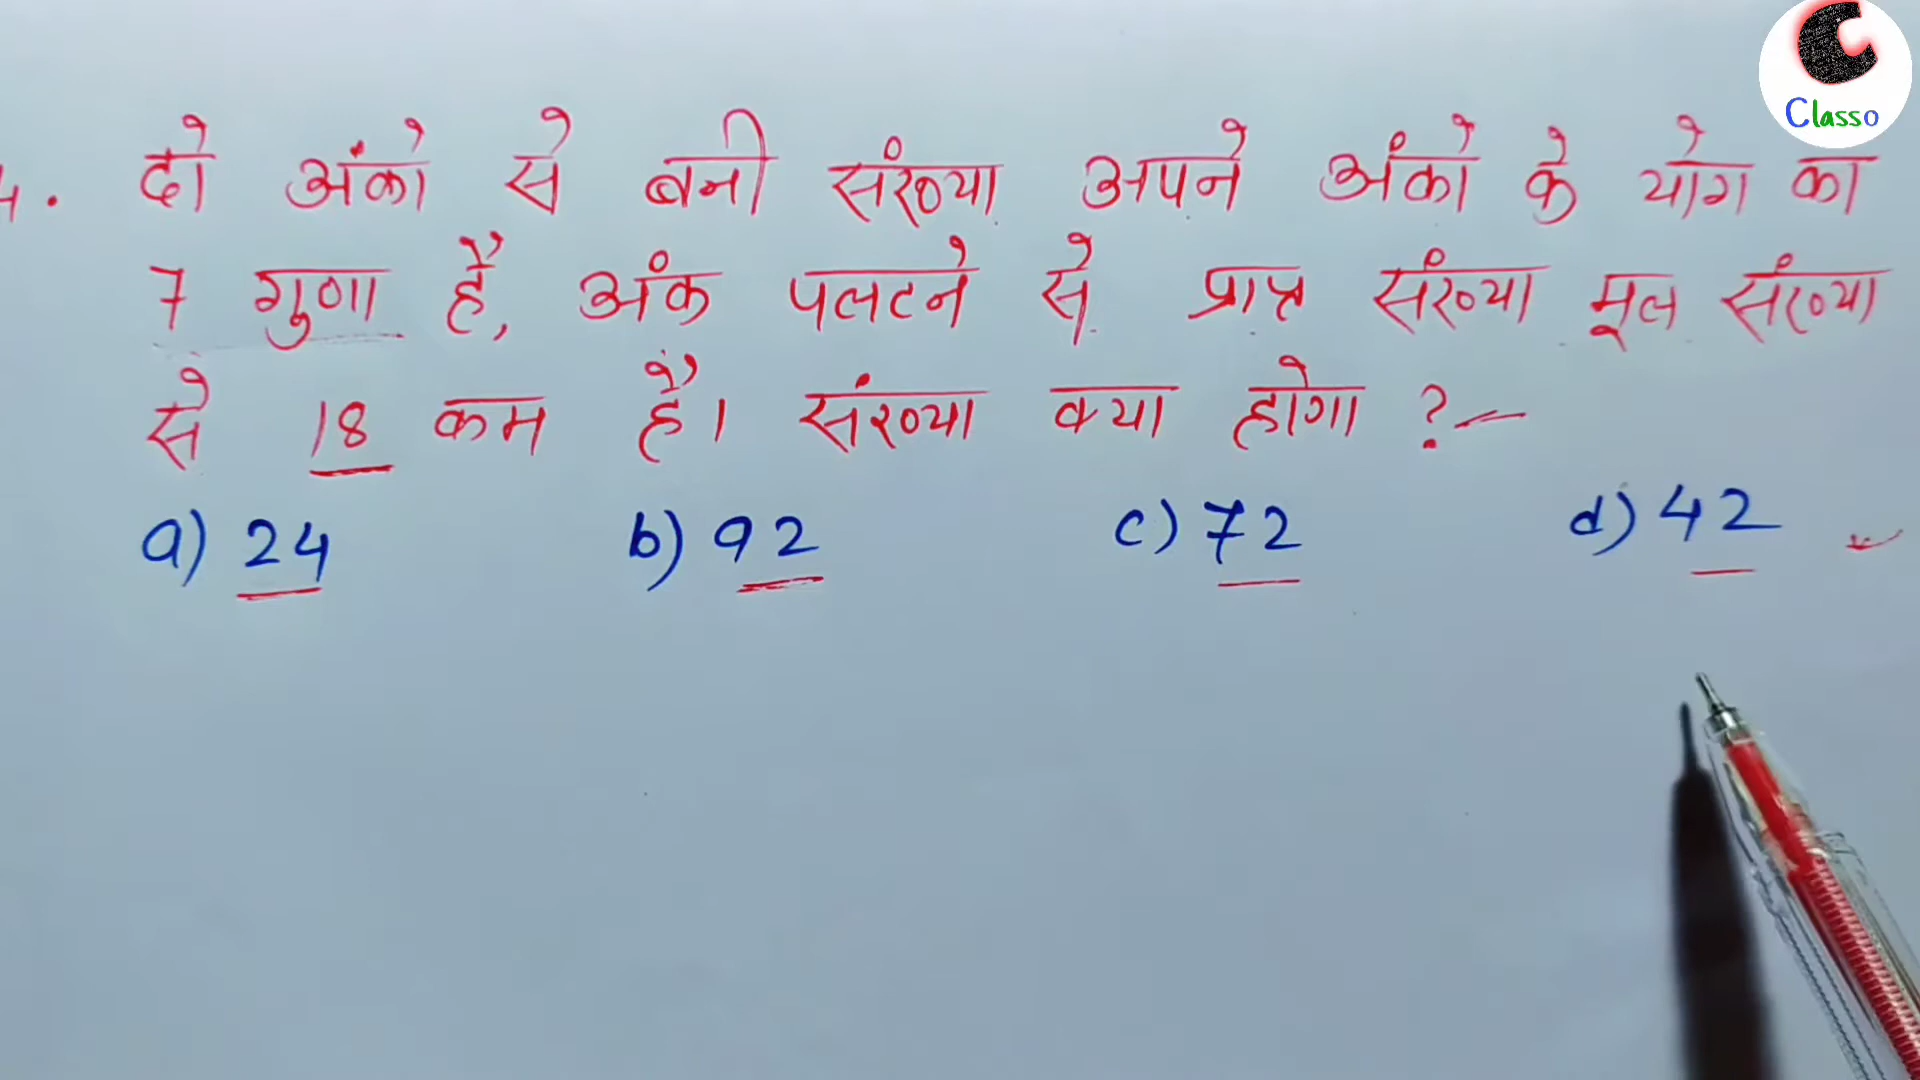 C
Classo
4. दो अंको से बनी संख्या अपने अंको के योग का
7 गुणा है, अंक पलटने से प्राप्त संख्या मूल संख्या
से 18 कम है। संख्या क्या होगा ?
a) 24 b) 92 c) 72 d) 42